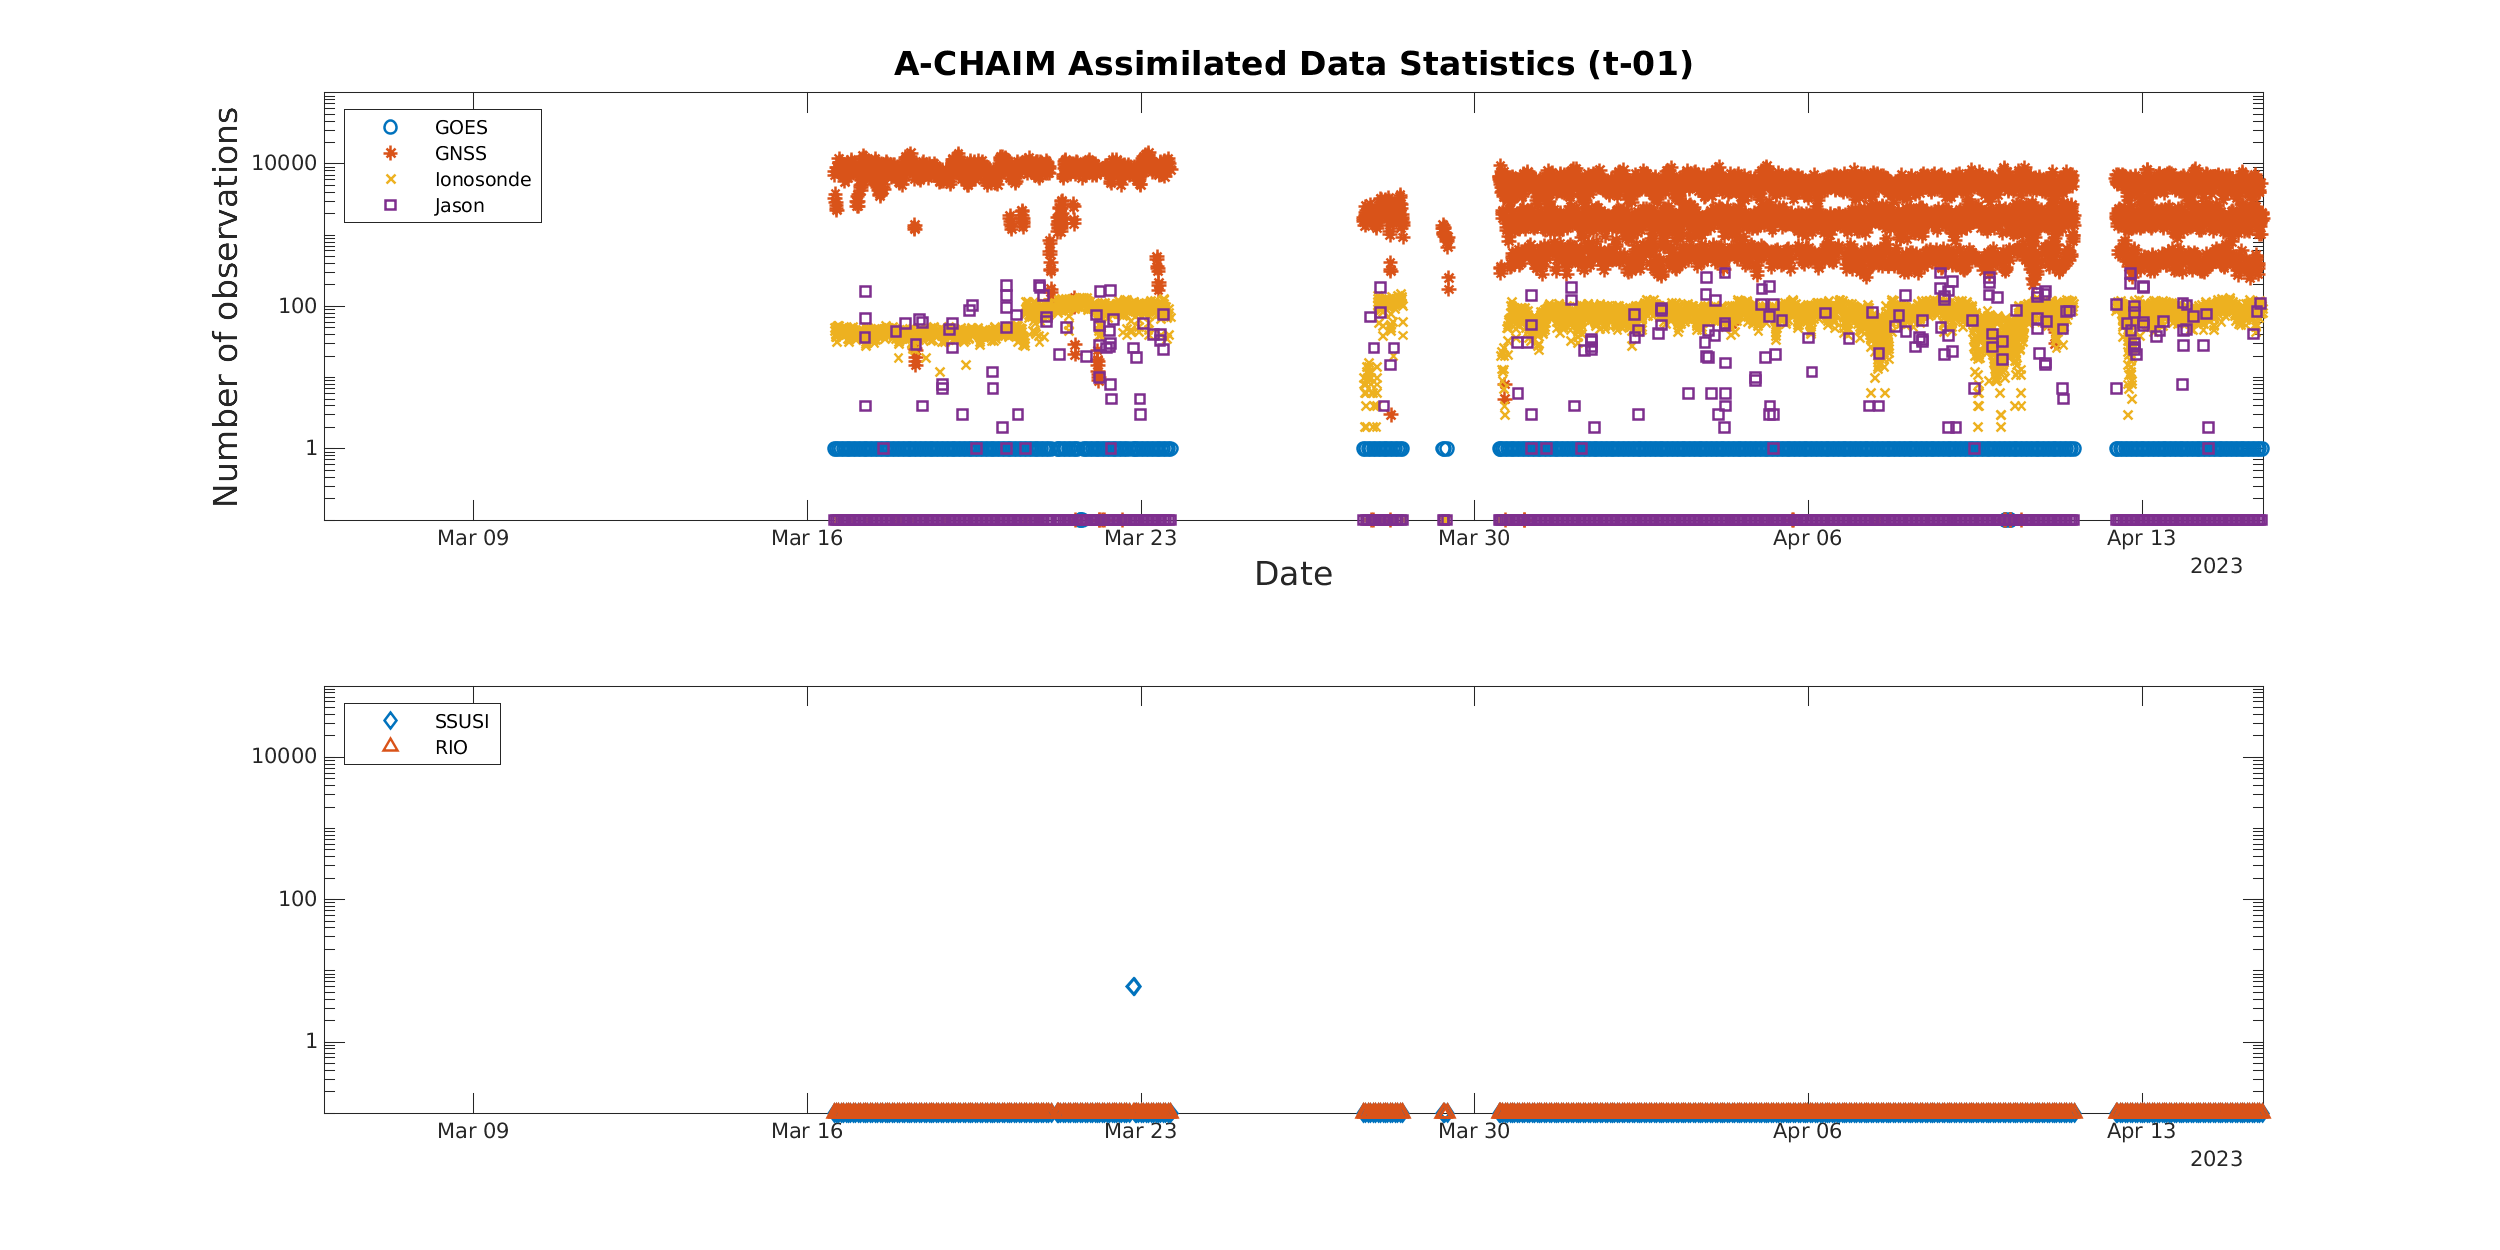 A-CHAIM Assimilated Data Statistics (t-01)
Number of observations
10000
100
1
GOES
GNSS
Ionosonde
Jason
Mar 09
Mar 16
Mar 23
Mar 30
Apr 06
Apr 13
2023
Date
10000
100
1
SSUSI
RIO
Mar 09
Mar 16
Mar 23
Mar 30
Apr 06
Apr 13
2023